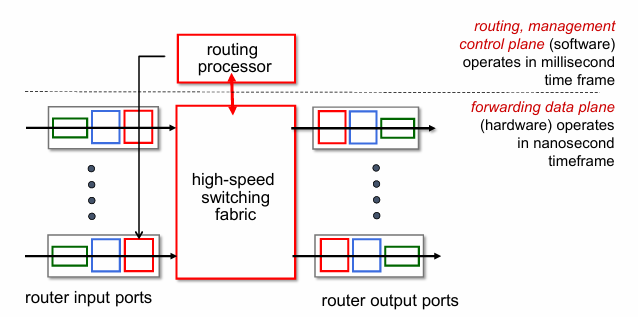 routing, management
control plane (software)
operates in millisecond
time frame
routing
processor
forwarding data plane
(hardware) operates
in nanosecond
timeframe
high-speed
switching
fabric
router input ports
router output ports